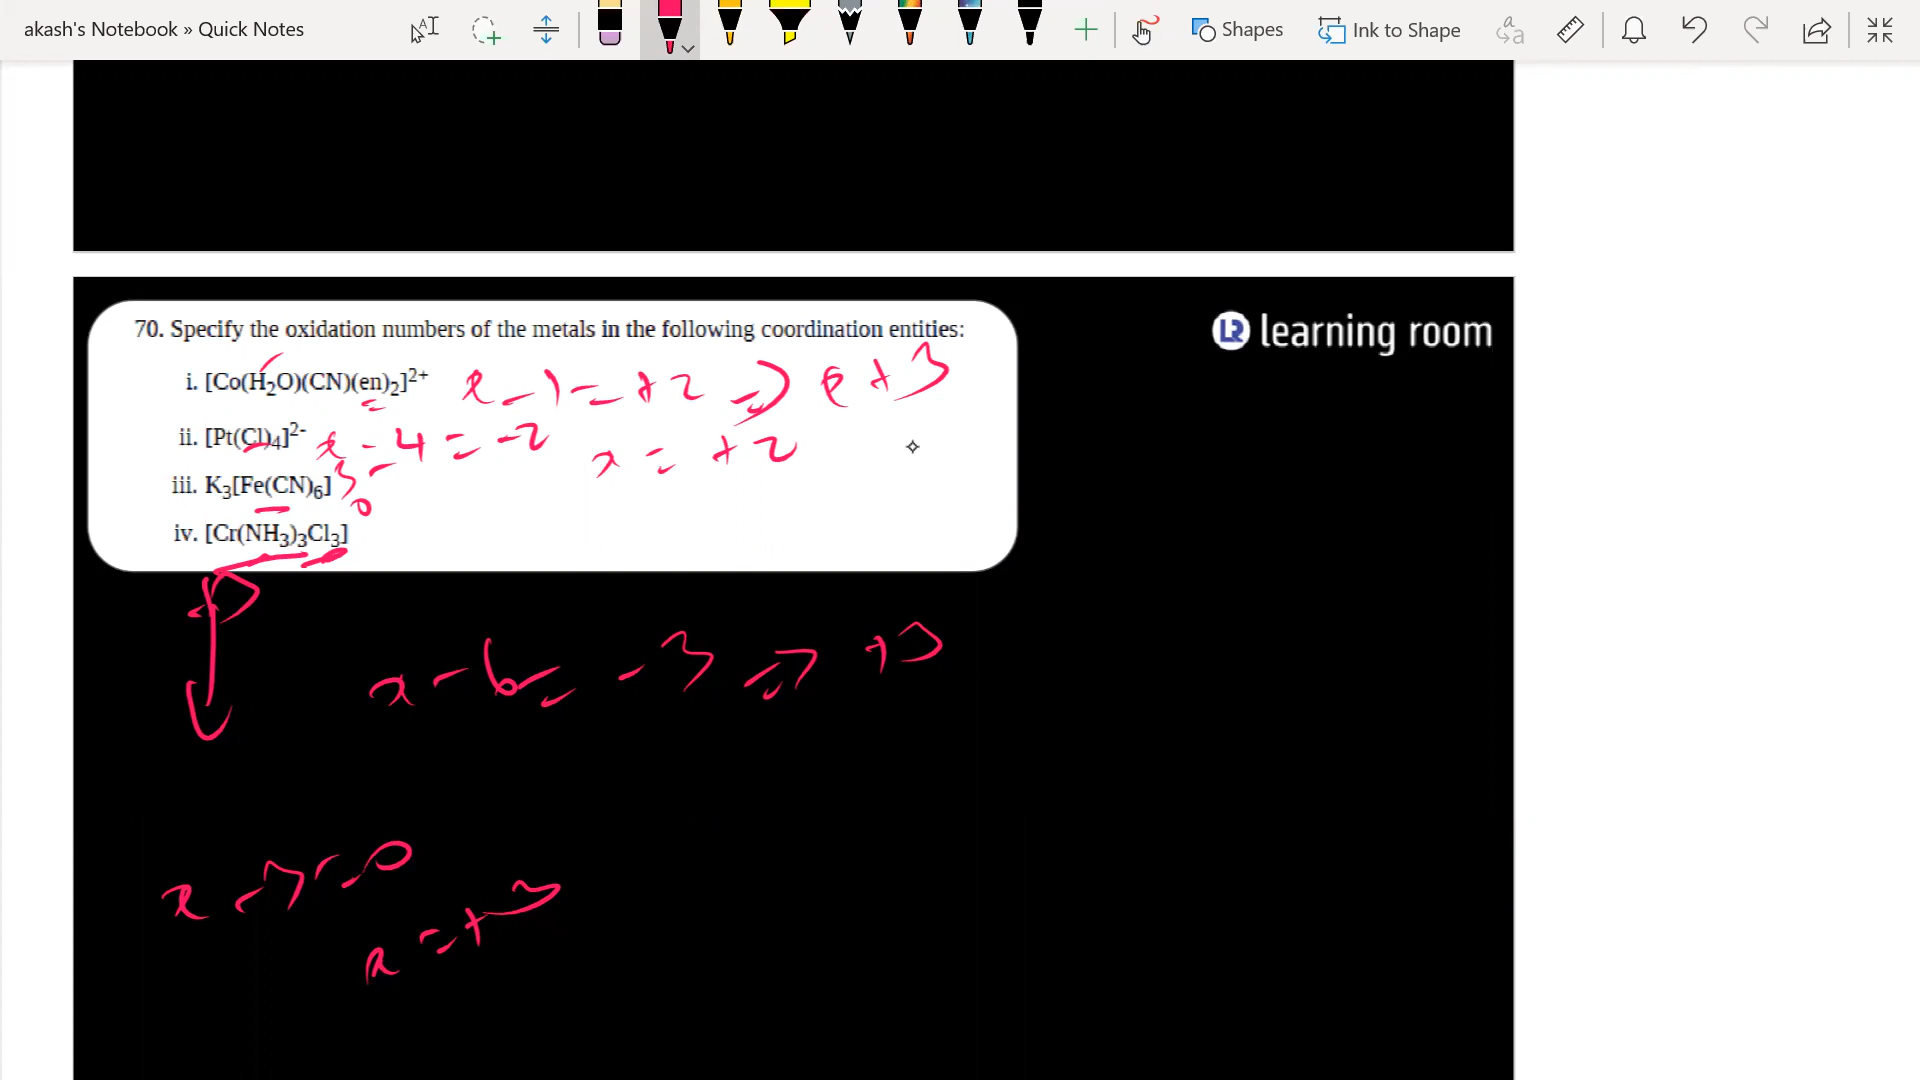 akash's Notebook » Quick Notes
Shapes
Ink to Shape
learning room
70. Specify the oxidation numbers of the metals in the following coordination entities:
i. [Co(H₂O)(CN)(en)₂]²⁺ x - 1 = +2 ⇒ +3
ii. [Pt(Cl)₄]²⁻ x - 4 = -2 x = +2
iii. K₃[Fe(CN)₆] 3-
0
iv. [Cr(NH₃)₃Cl₃]
x - 6 = -3 ⇒ +3
x - 3 = 0
x = +3